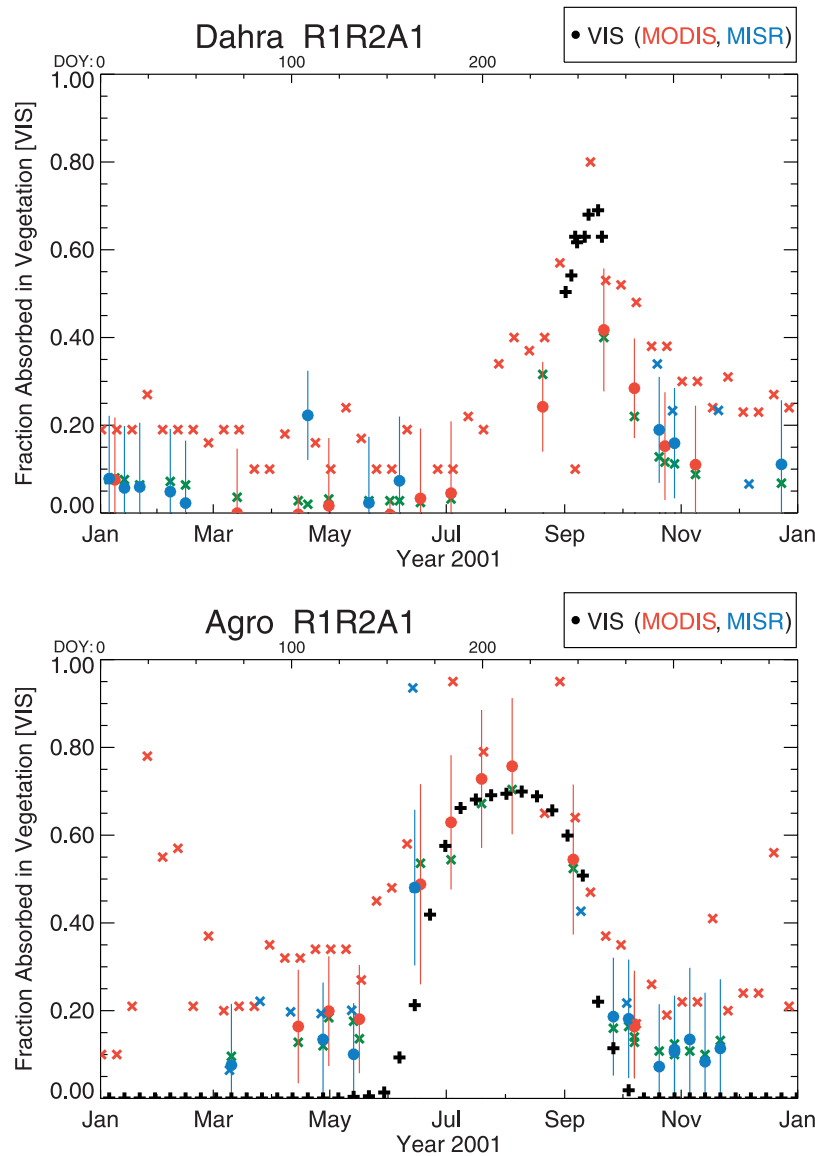 Dahra R1R2A1
• VIS (MODIS, MISR)
DOY: 0 100 200
Fraction Absorbed in Vegetation [VIS]
1.00
0.80
0.60
0.40
0.20
0.00
Jan Mar May Jul Sep Nov Jan
Year 2001
Agro R1R2A1
• VIS (MODIS, MISR)
DOY: 0 100 200
Fraction Absorbed in Vegetation [VIS]
1.00
0.80
0.60
0.40
0.20
0.00
Jan Mar May Jul Sep Nov Jan
Year 2001